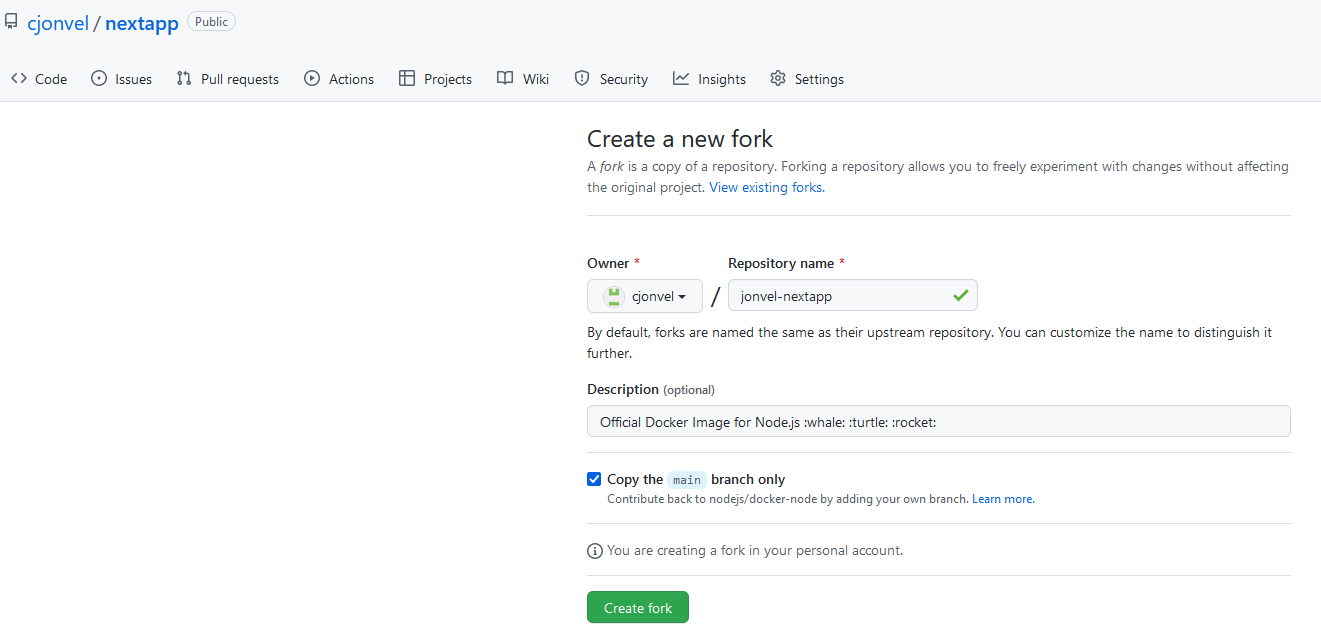 cjonvel / nextapp Public
Code Issues Pull requests Actions Projects Wiki Security Insights Settings
Create a new fork
A fork is a copy of a repository. Forking a repository allows you to freely experiment with changes without affecting
the original project. View existing forks.
Owner * Repository name *
cjonvel / jonvel-nextapp
By default, forks are named the same as their upstream repository. You can customize the name to distinguish it
further.
Description (optional)
Official Docker Image for Node.js :whale: :turtle: :rocket:
Copy the main branch only
Contribute back to nodejs/docker-node by adding your own branch. Learn more.
You are creating a fork in your personal account.
Create fork